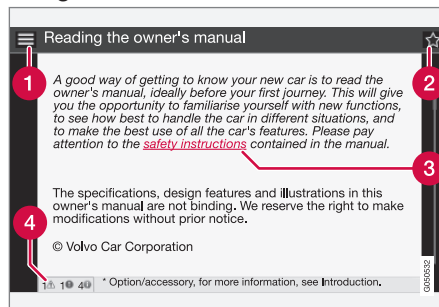 Reading the owner's manual
1
2
A good way of getting to know your new car is to read the
owner's manual, ideally before your first journey. This will give
you the opportunity to familiarise yourself with new functions,
to see how best to handle the car in different situations, and
to make the best use of all the car's features. Please pay
attention to the safety instructions contained in the manual.
3
The specifications, design features and illustrations in this
owner's manual are not binding. We reserve the right to make
modifications without prior notice.
4
© Volvo Car Corporation
1 1 4 * Option/accessory, for more information, see Introduction.
G050532